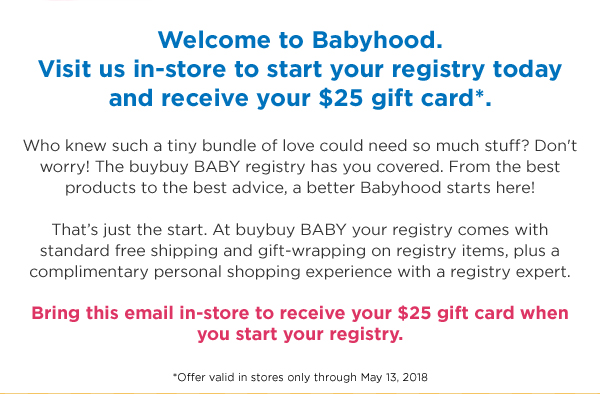 Welcome to Babyhood.
Visit us in-store to start your registry today
and receive your $25 gift card*.
Who knew such a tiny bundle of love could need so much stuff? Don't
worry! The buybuy BABY registry has you covered. From the best
products to the best advice, a better Babyhood starts here!
That’s just the start. At buybuy BABY your registry comes with
standard free shipping and gift-wrapping on registry items, plus a
complimentary personal shopping experience with a registry expert.
Bring this email in-store to receive your $25 gift card when
you start your registry.
*Offer valid in stores only through May 13, 2018